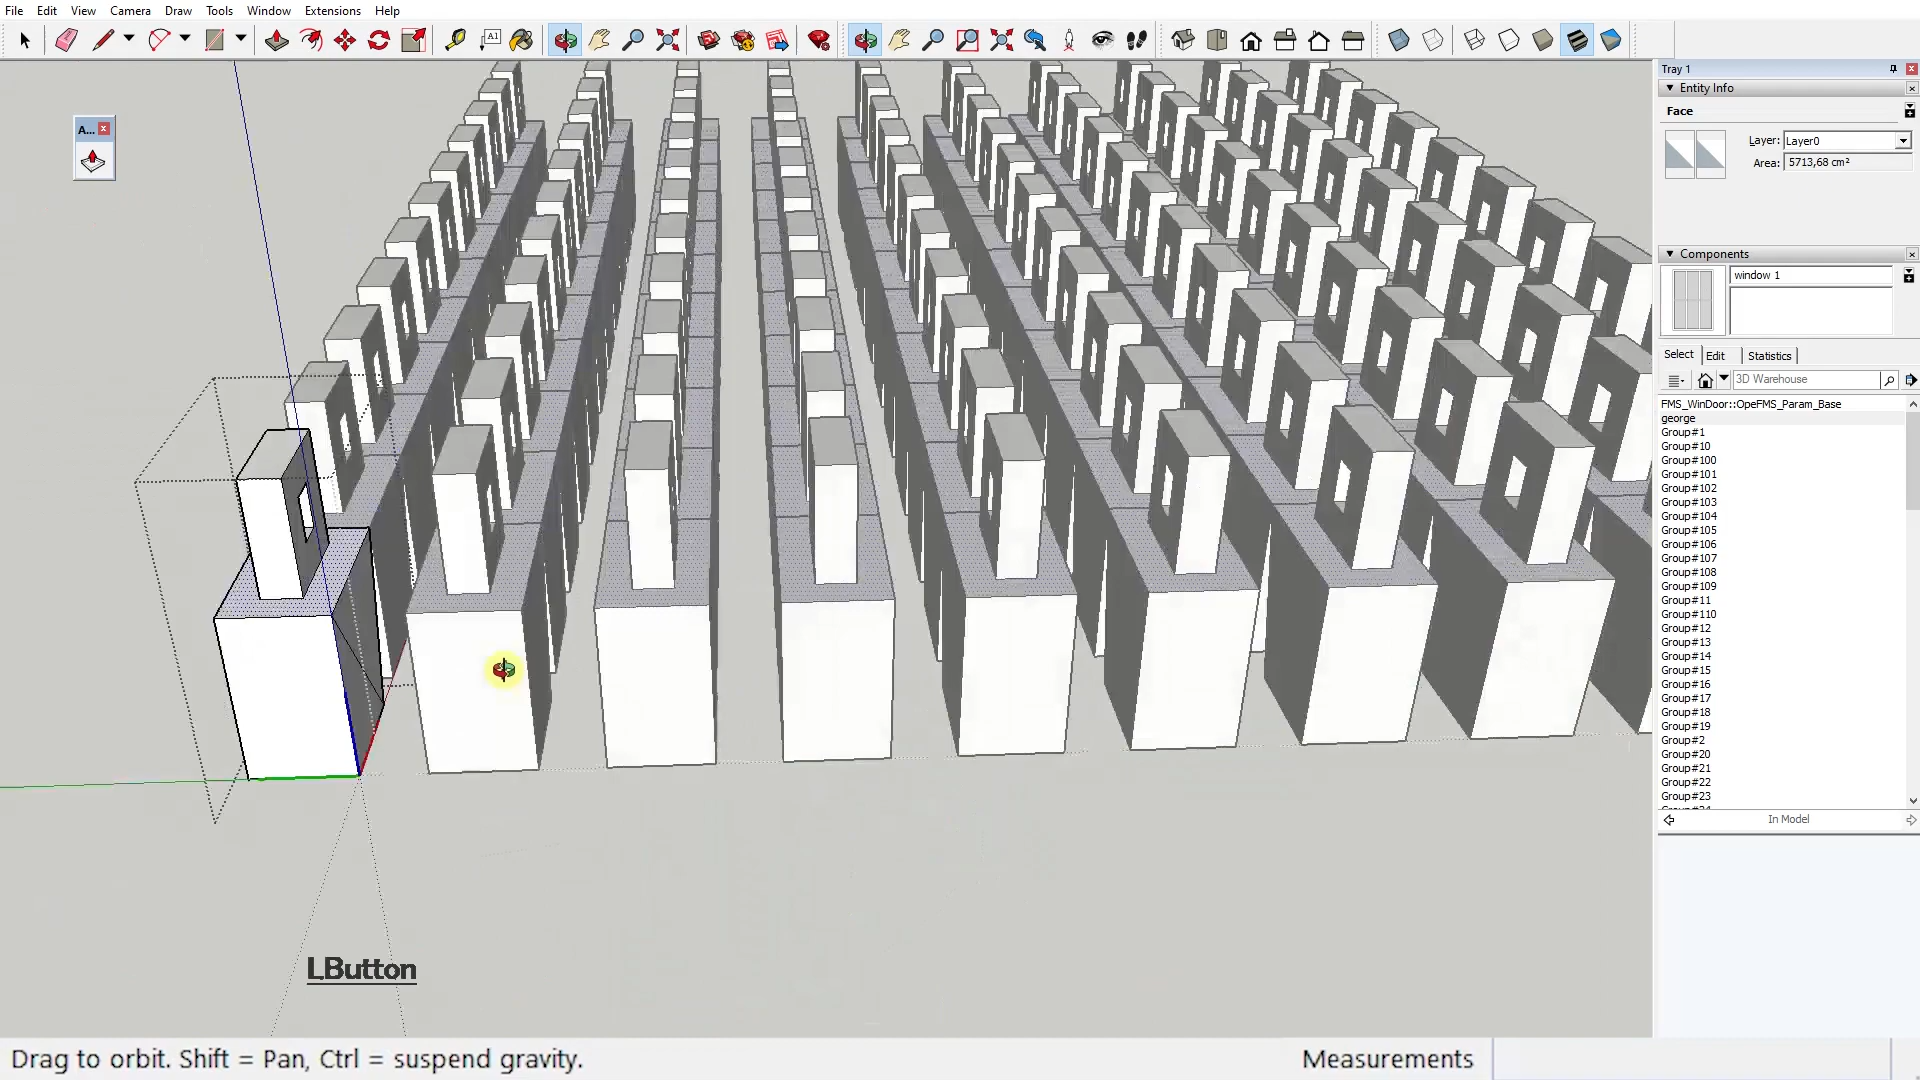 File Edit View Camera Draw Tools Window Extensions Help
A1
A...
Tray 1
Entity Info
Face
Layer: Layer0
Area: 5713,68 cm²
Components
window 1
Select Edit Statistics
3D Warehouse
FMS_WinDoor::OpeFMS_Param_Base
george
Group#1
Group#10
Group#100
Group#101
Group#102
Group#103
Group#104
Group#105
Group#106
Group#107
Group#108
Group#109
Group#11
Group#110
Group#12
Group#13
Group#14
Group#15
Group#16
Group#17
Group#18
Group#19
Group#2
Group#20
Group#21
Group#22
Group#23
In Model
LButton
Drag to orbit. Shift = Pan, Ctrl = suspend gravity.
Measurements